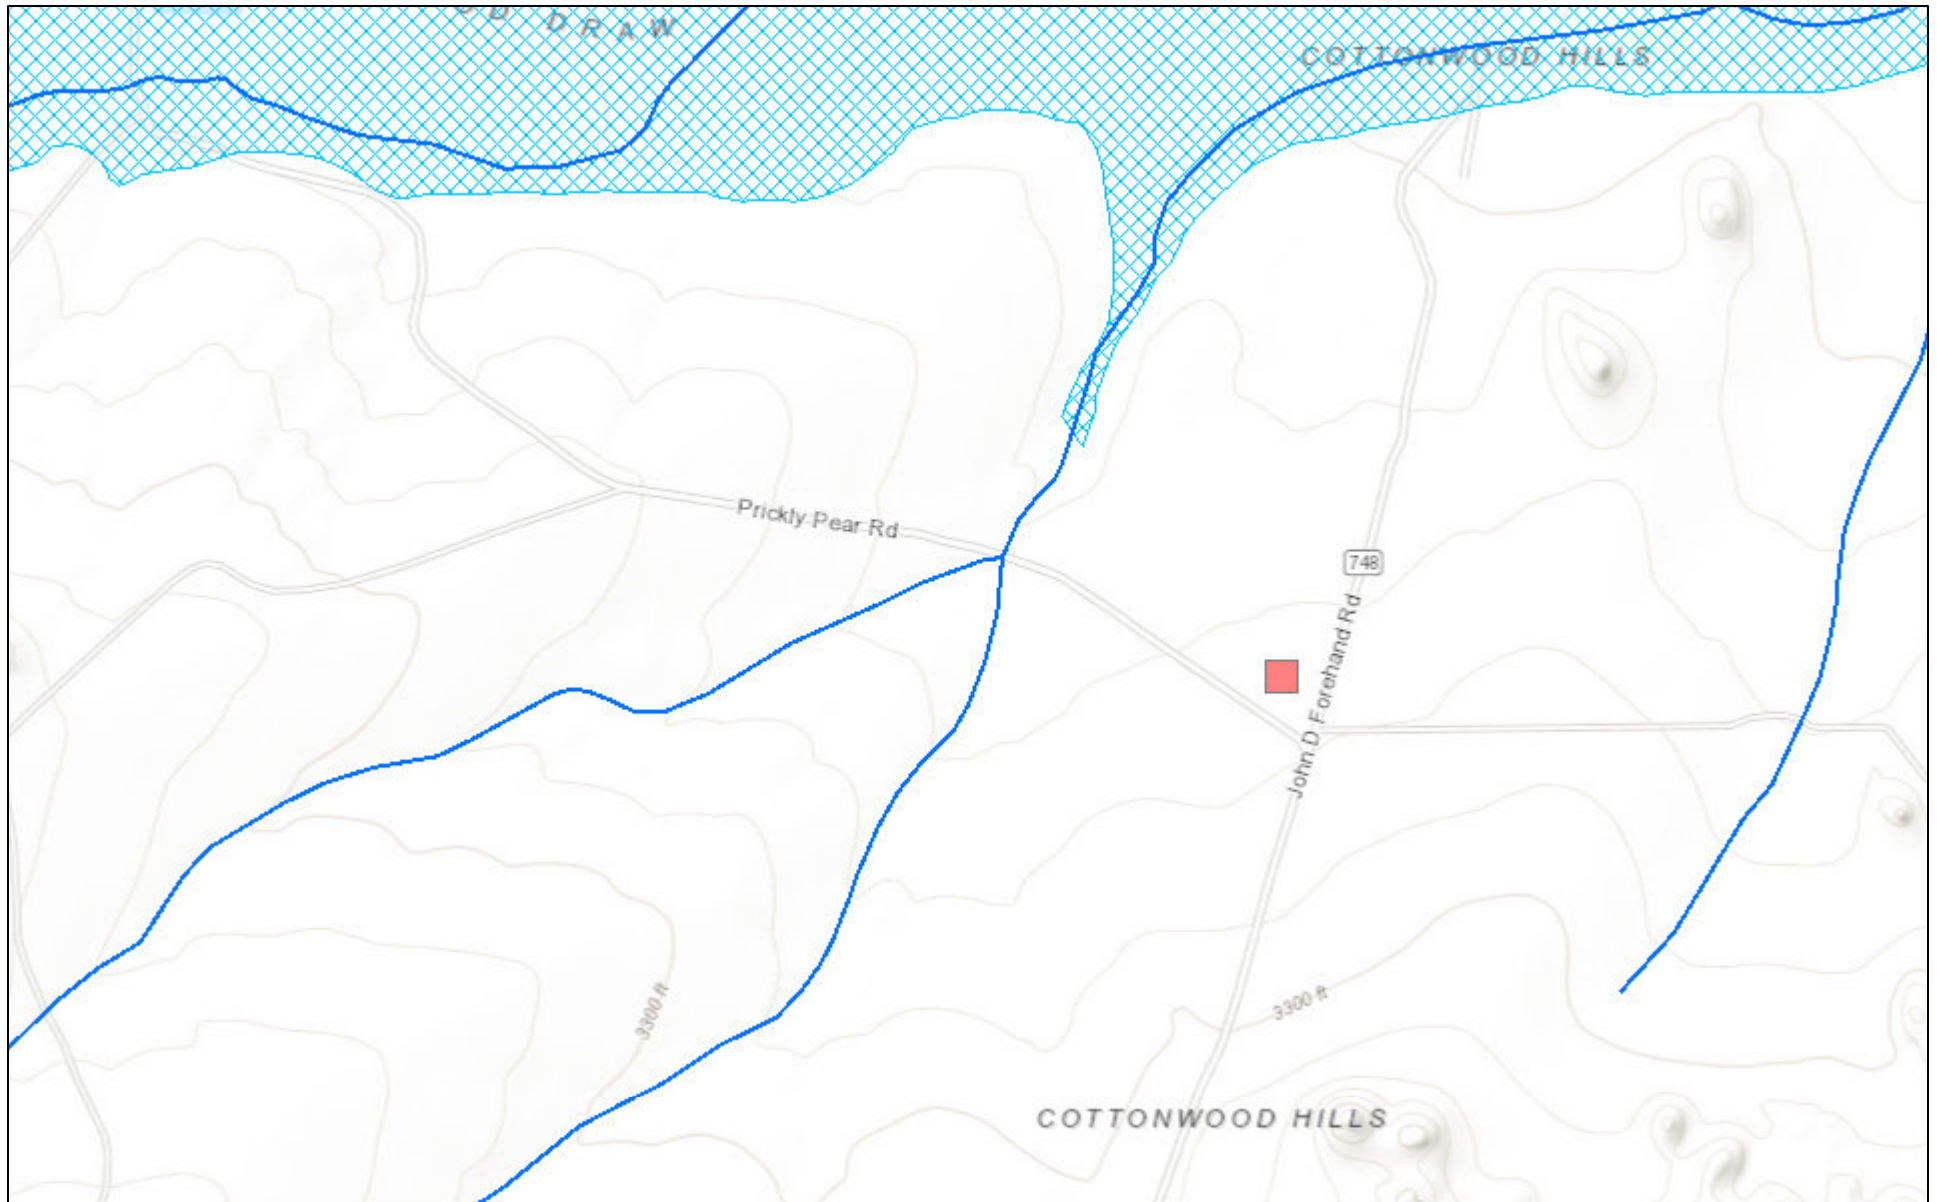 DRAW
COTTONWOOD HILLS
Prickly Pear Rd
748
John D Forehand Rd
3300 ft
3300 ft
COTTONWOOD HILLS